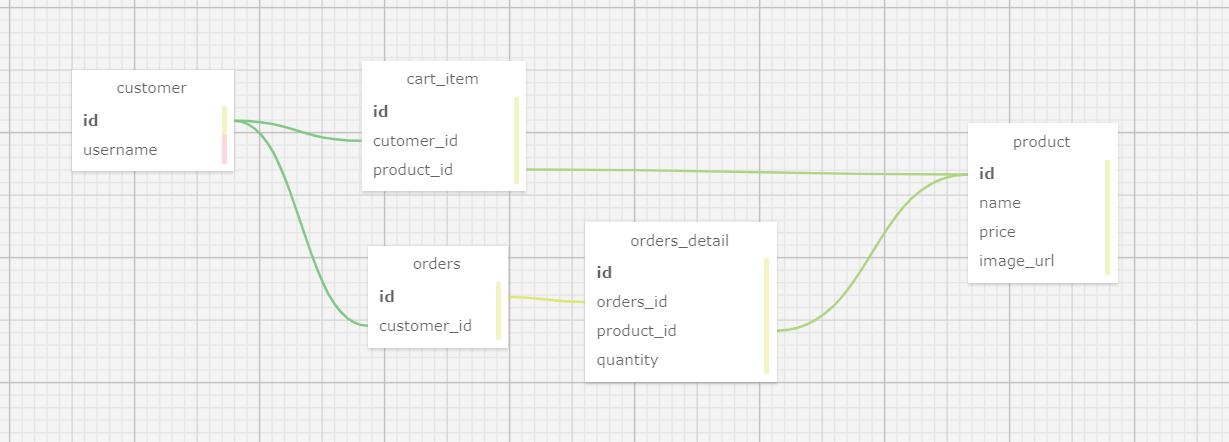 customer
id
username
cart_item
id
cutomer_id
product_id
orders
id
customer_id
orders_detail
id
orders_id
product_id
quantity
product
id
name
price
image_url